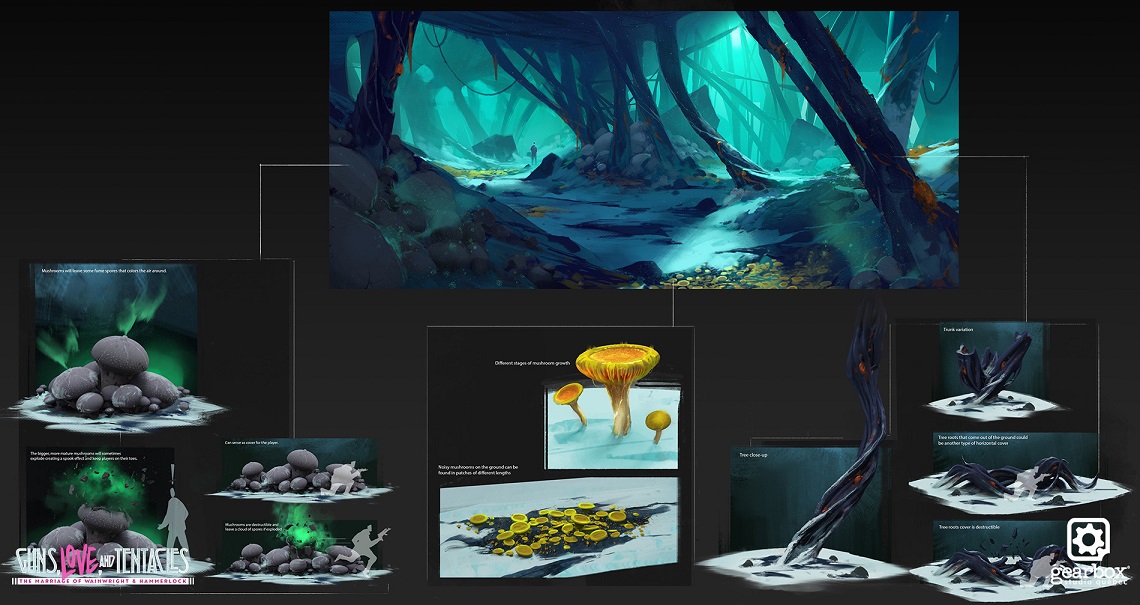 Mushrooms will leave some fume spores that colors the air around.
The bigger, more mature mushrooms will sometimes
explode creating a spook effect and keep players on their toes.
Can serve as cover for the player.
Mushrooms are destructible and
leave a cloud of spores if exploded
GUNS, LOVE AND TENTACLES
THE MARRIAGE OF WAINWRIGHT & HAMMERLOCK
Different stages of mushroom growth
Noisy mushrooms on the ground can be
found in patches of different lengths
Tree close-up
Trunk variation
Tree roots that come out of the ground could
be another type of horizontal cover
Tree roots cover is destructible
gearbox
studio québec